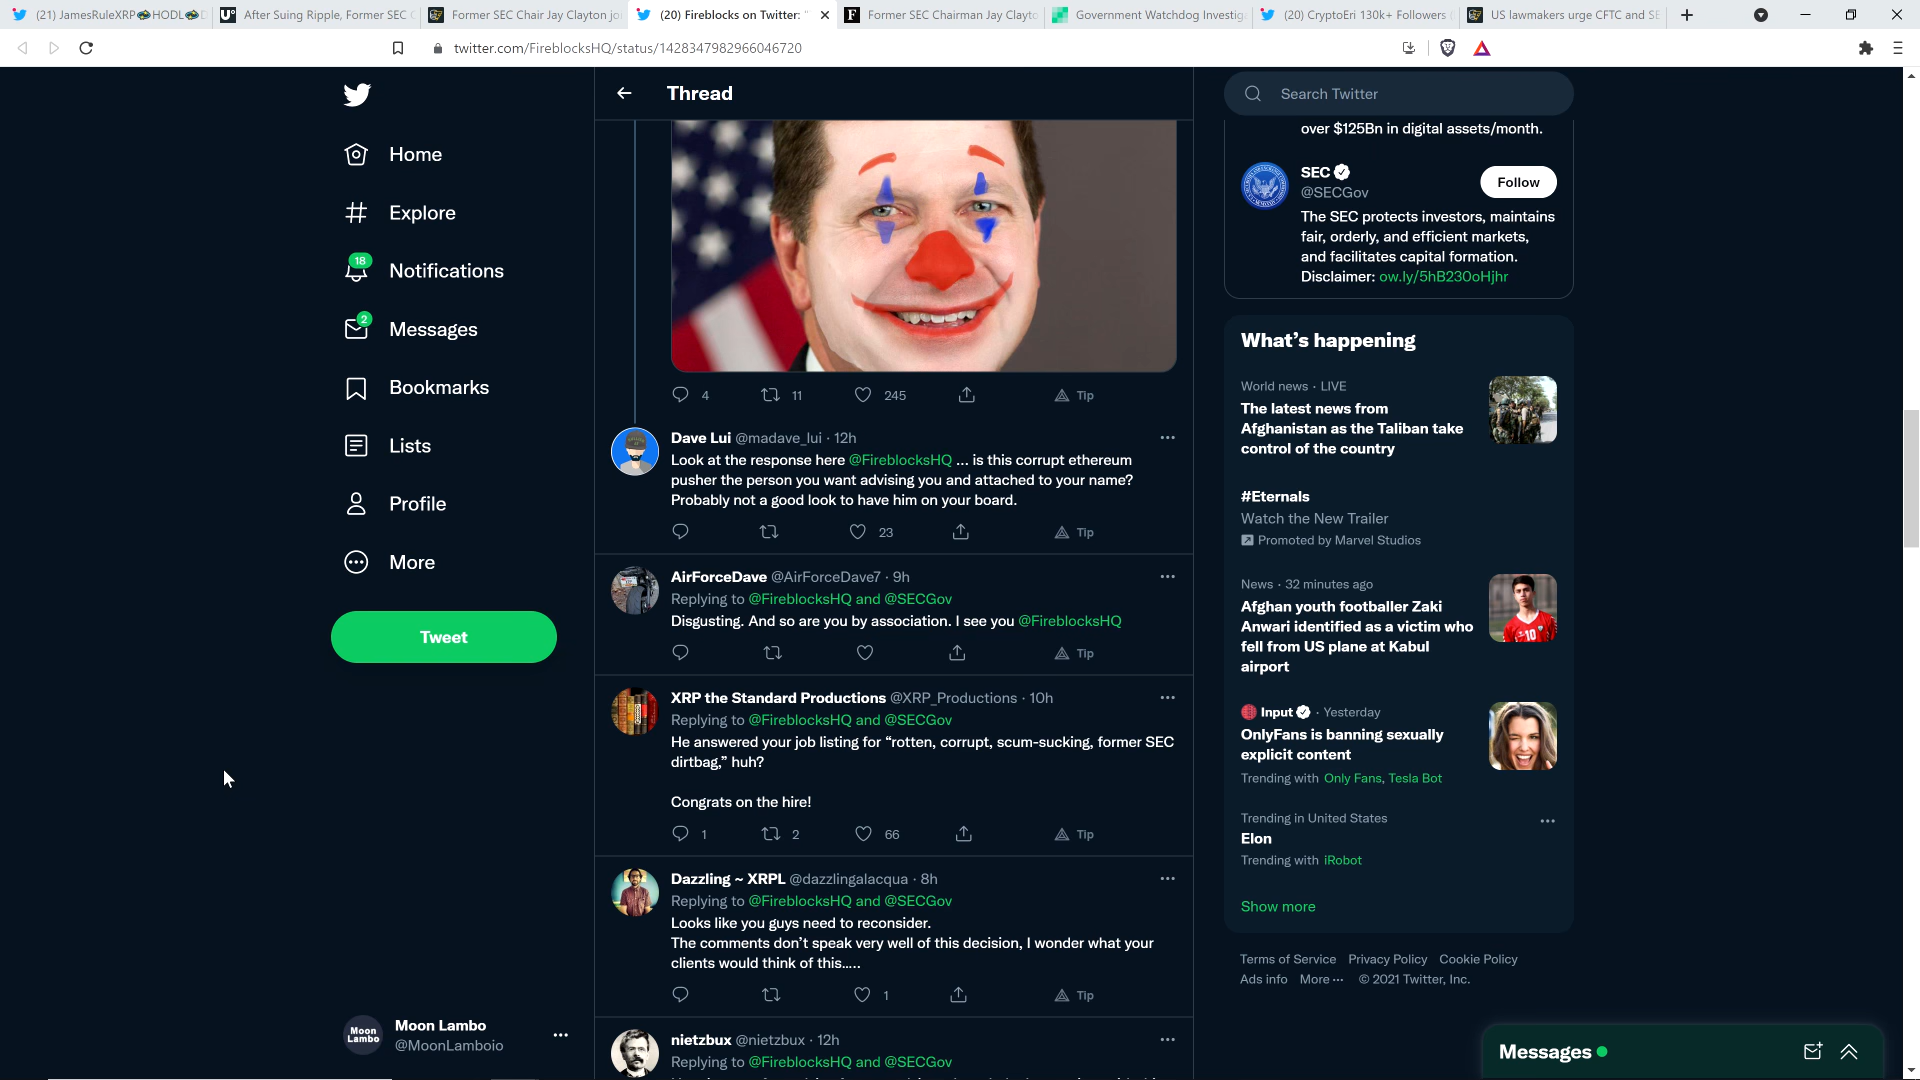 (21) JamesRuleXRP HODL
After Suing Ripple, Former SEC C
Former SEC Chair Jay Clayton jo
(20) Fireblocks on Twitter: "
Former SEC Chairman Jay Clayto
Government Watchdog Investig
(20) CryptoEri 130k+ Followers
US lawmakers urge CFTC and SE
twitter.com/FireblocksHQ/status/1428347982966046720
Home
Explore
18
Notifications
2
Messages
Bookmarks
Lists
Profile
More
Tweet
Moon Lambo
Moon Lambo
@MoonLamboio
Thread
4 11 245 Tip
Dave Lui @madave_lui · 12h
Look at the response here @FireblocksHQ ... is this corrupt ethereum
pusher the person you want advising you and attached to your name?
Probably not a good look to have him on your board.
23 Tip
AirForceDave @AirForceDave7 · 9h
Replying to @FireblocksHQ and @SECGov
Disgusting. And so are you by association. I see you @FireblocksHQ
Tip
XRP the Standard Productions @XRP_Productions · 10h
Replying to @FireblocksHQ and @SECGov
He answered your job listing for “rotten, corrupt, scum-sucking, former SEC
dirtbag,” huh?
Congrats on the hire!
1 2 66 Tip
Dazzling ~ XRPL @dazzlingalacqua · 8h
Replying to @FireblocksHQ and @SECGov
Looks like you guys need to reconsider.
The comments don’t speak very well of this decision, I wonder what your
clients would think of this.....
1 Tip
nietzbux @nietzbux · 12h
Replying to @FireblocksHQ and @SECGov
Search Twitter
over $125Bn in digital assets/month.
SEC
@SECGov
Follow
The SEC protects investors, maintains
fair, orderly, and efficient markets,
and facilitates capital formation.
Disclaimer: ow.ly/5hB230oHjhr
What’s happening
World news · LIVE
The latest news from
Afghanistan as the Taliban take
control of the country
#Eternals
Watch the New Trailer
Promoted by Marvel Studios
News · 32 minutes ago
Afghan youth footballer Zaki
Anwari identified as a victim who
fell from US plane at Kabul
airport
Input · Yesterday
OnlyFans is banning sexually
explicit content
Trending with Only Fans, Tesla Bot
Trending in United States
Elon
Trending with iRobot
Show more
Terms of Service Privacy Policy Cookie Policy
Ads info More ··· © 2021 Twitter, Inc.
Messages